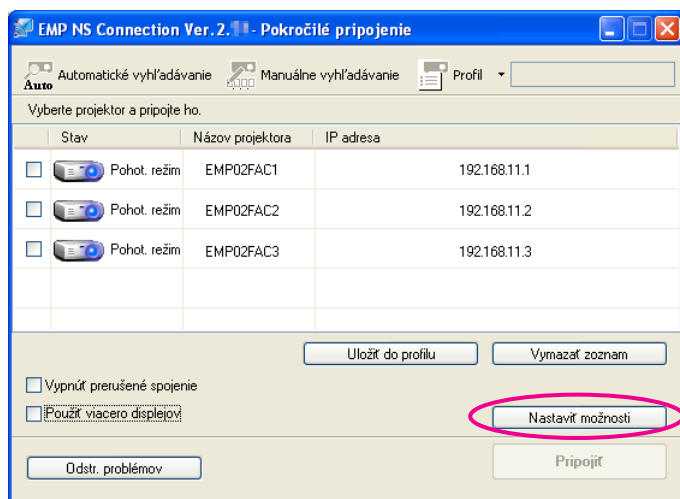 EMP NS Connection Ver. 2. - Pokročilé pripojenie
Auto Automatické vyhľadávanie Manuálne vyhľadávanie Profil
Vyberte projektor a pripojte ho.
Stav Názov projektora IP adresa
Pohot. režim EMP02FAC1 192.168.11.1
Pohot. režim EMP02FAC2 192.168.11.2
Pohot. režim EMP02FAC3 192.168.11.3
Uložiť do profilu Vymazať zoznam
Vypnúť prerušené spojenie
Použiť viacero displejov Nastaviť možnosti
Odstr. problémov Pripojiť